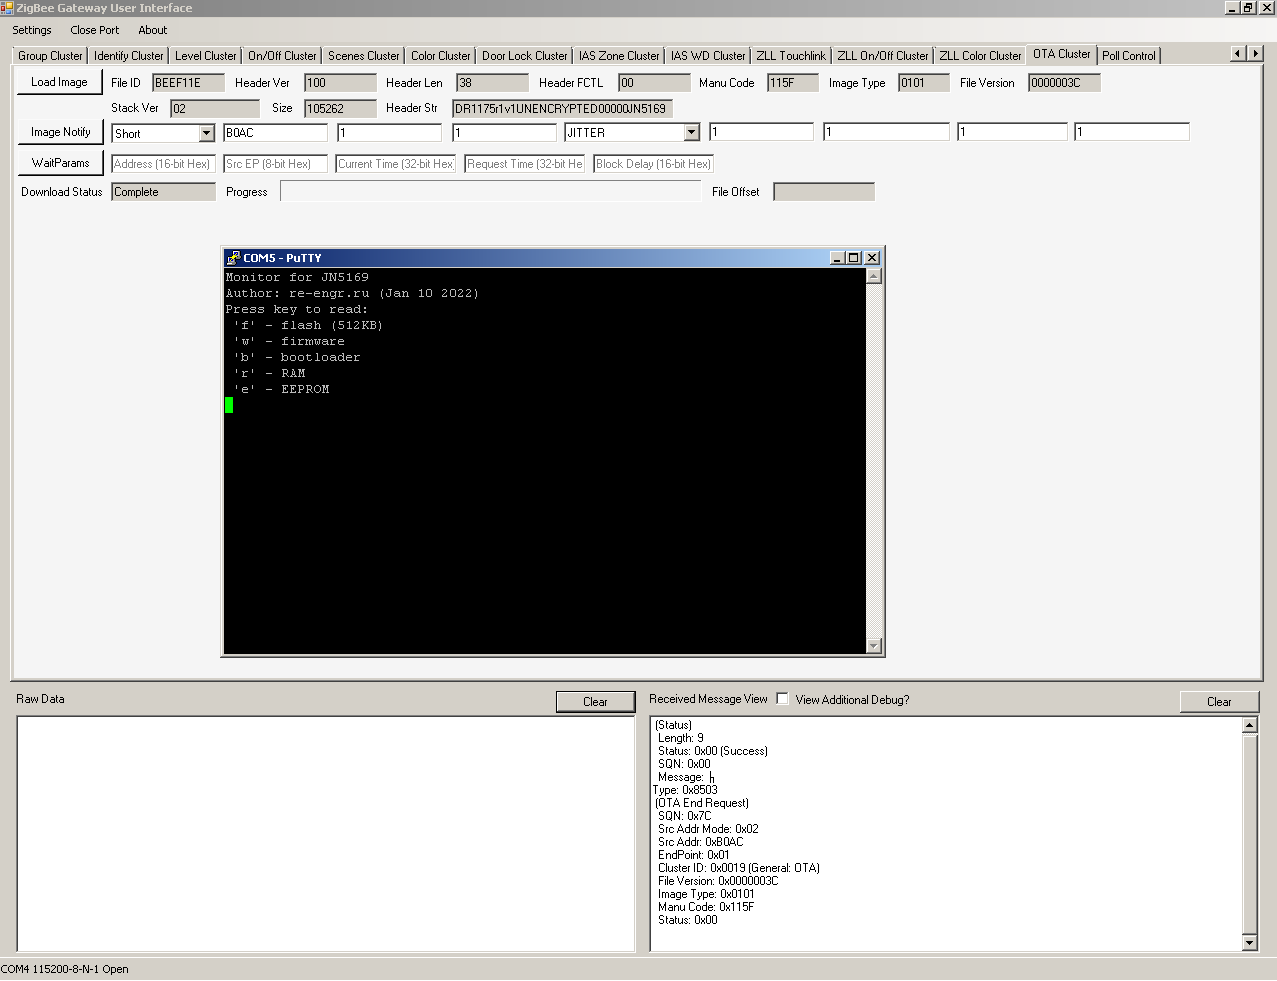 ZigBee Gateway User Interface
Settings Close Port About
Group Cluster Identify Cluster Level Cluster On/Off Cluster Scenes Cluster Color Cluster Door Lock Cluster IAS Zone Cluster IAS WD Cluster ZLL Touchlink ZLL On/Off Cluster ZLL Color Cluster OTA Cluster Poll Control
Load Image File ID BEEF11E Header Ver 100 Header Len 38 Header FCTL 00 Manu Code 115F Image Type 0101 File Version 0000003C
Stack Ver 02 Size 105262 Header Str DR1175r1v1UNENCRYPTED00000JN5169
Image Notify Short B0AC 1 1 JITTER 1 1 1 1
WaitParams Address (16-bit Hex) Src EP (8-bit Hex) Current Time (32-bit Hex) Request Time (32-bit He Block Delay (16-bit Hex)
Download Status Complete Progress File Offset
COM5 - PuTTY
Monitor for JN5169
Author: re-engr.ru (Jan 10 2022)
Press key to read:
'f' - flash (512KB)
'w' - firmware
'b' - bootloader
'r' - RAM
'e' - EEPROM
Raw Data Clear
Received Message View View Additional Debug? Clear
(Status)
Length: 9
Status: 0x00 (Success)
SQN: 0x00
Message:
Type: 0x8503
(OTA End Request)
SQN: 0x7C
Src Addr Mode: 0x02
Src Addr: 0xB0AC
EndPoint: 0x01
Cluster ID: 0x0019 (General: OTA)
File Version: 0x0000003C
Image Type: 0x0101
Manu Code: 0x115F
Status: 0x00
COM4 115200-8-N-1 Open